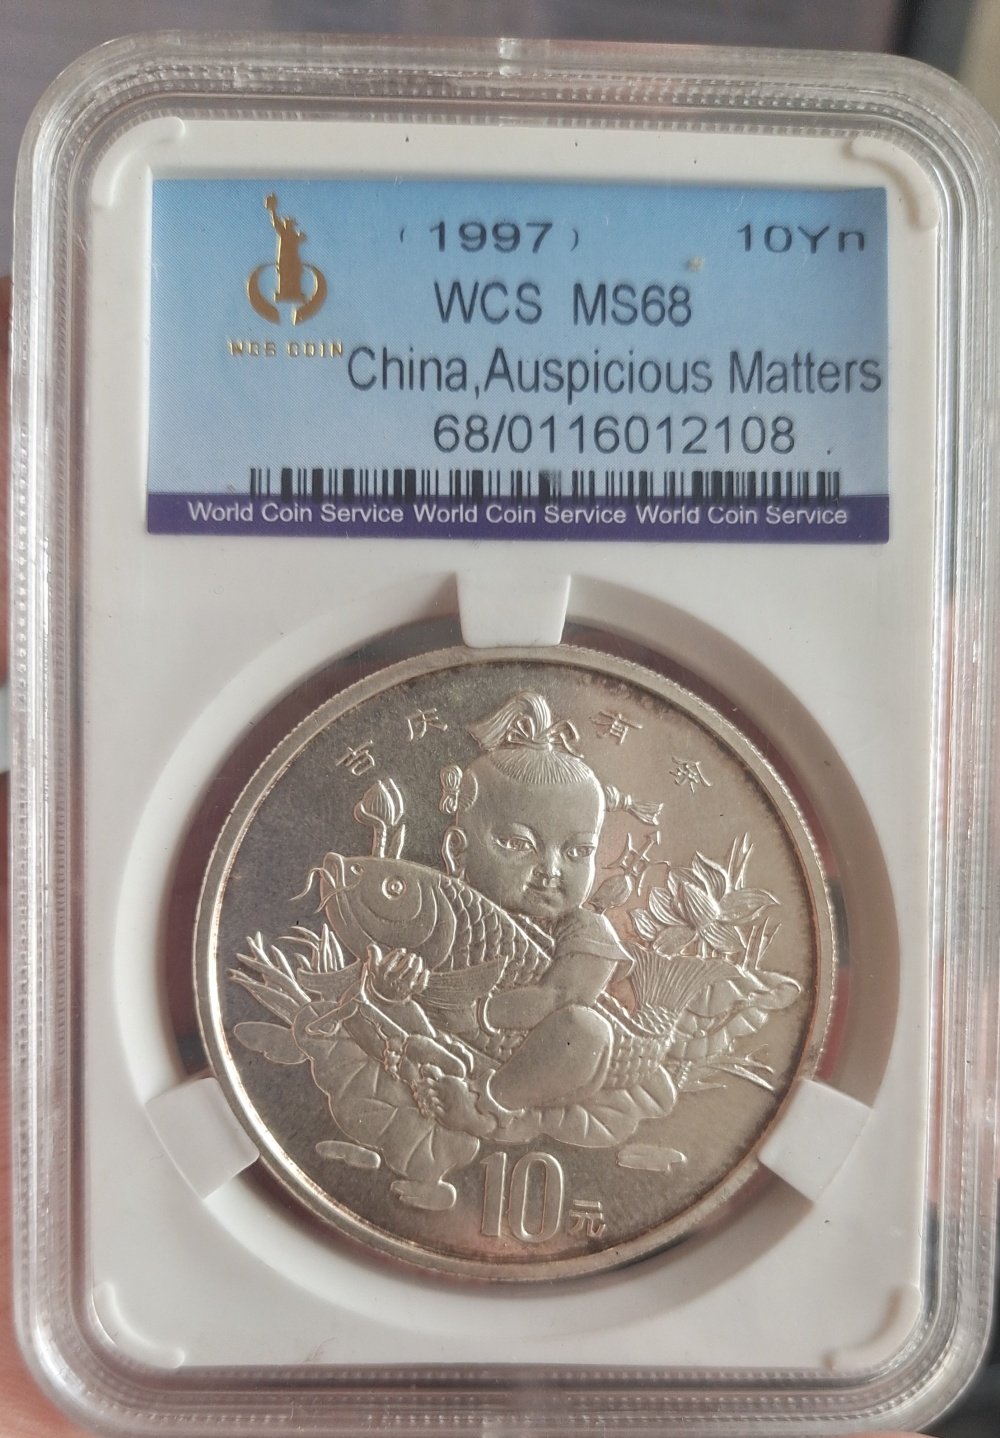 (1997) 10Yn
WCS MS68
WCS COIN
China,Auspicious Matters
68/0116012108
World Coin Service World Coin Service World Coin Service
吉庆有余
10元